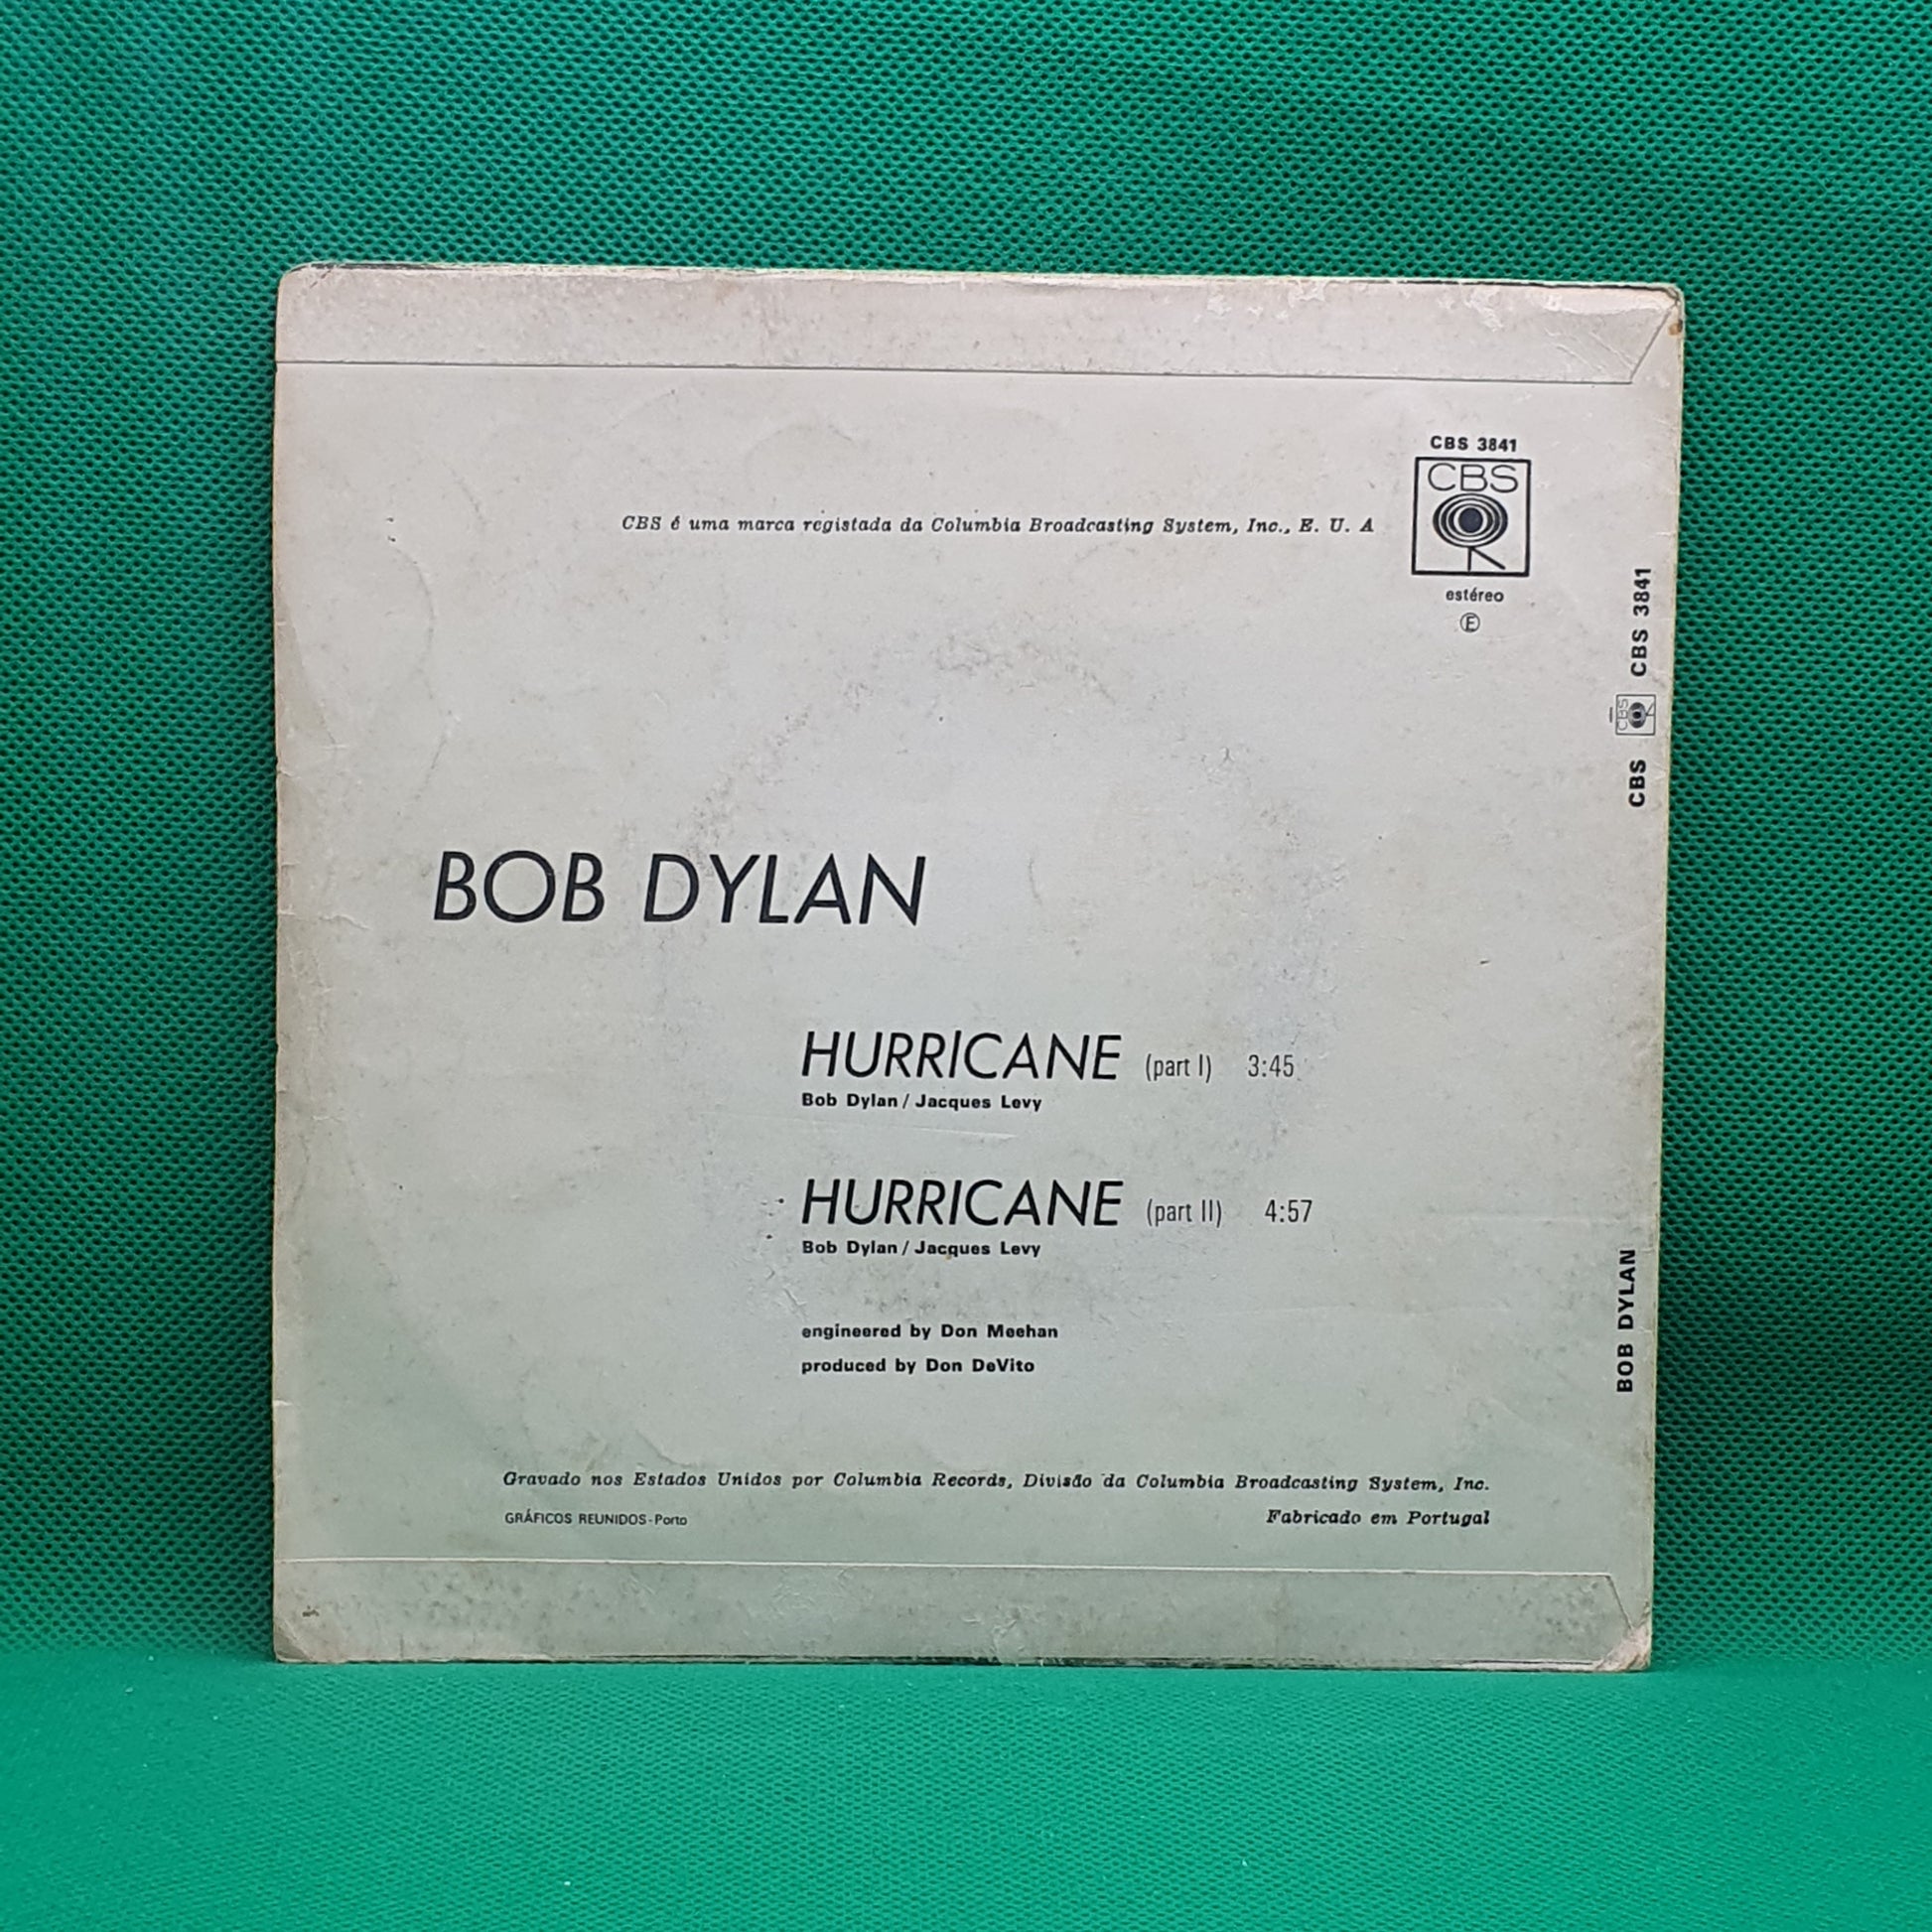 CBS 3841
CBS
CBS é uma marca registada da Columbia Broadcasting System, Inc., E. U. A
estéreo
Ⓔ
CBS CBS CBS 3841
BOB DYLAN
HURRICANE (part I) 3:45
Bob Dylan / Jacques Levy
HURRICANE (part II) 4:57
Bob Dylan / Jacques Levy
engineered by Don Meehan
produced by Don DeVito
BOB DYLAN
Gravado nos Estados Unidos por Columbia Records, Divisão da Columbia Broadcasting System, Inc.
GRÁFICOS REUNIDOS-Porto
Fabricado em Portugal